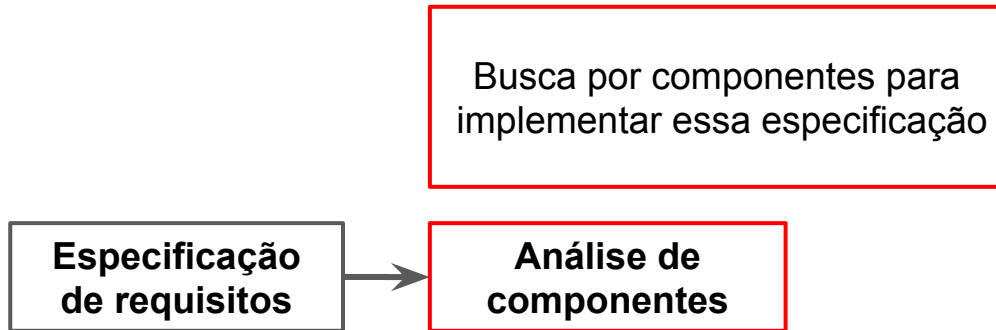 Busca por componentes para
implementar essa especificação
Especificação
de requisitos
Análise de
componentes